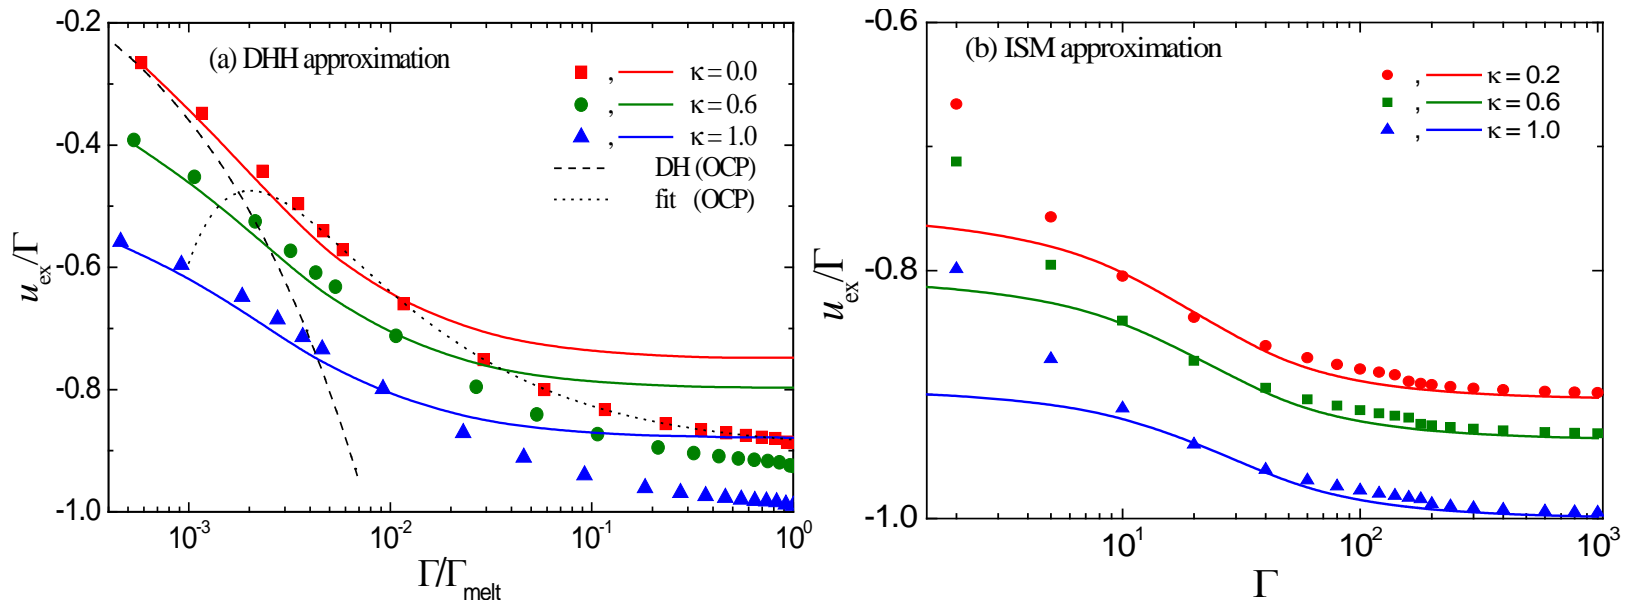 (a) DHH approximation
, κ = 0.0
, κ = 0.6
, κ = 1.0
DH (OCP)
fit (OCP)
-0.2
-0.4
-0.6
-0.8
-1.0
u_ex/Γ
10^-3
10^-2
10^-1
10^0
Γ/Γ_melt
(b) ISM approximation
, κ = 0.2
, κ = 0.6
, κ = 1.0
-0.6
-0.8
-1.0
u_ex/Γ
10^1
10^2
10^3
Γ